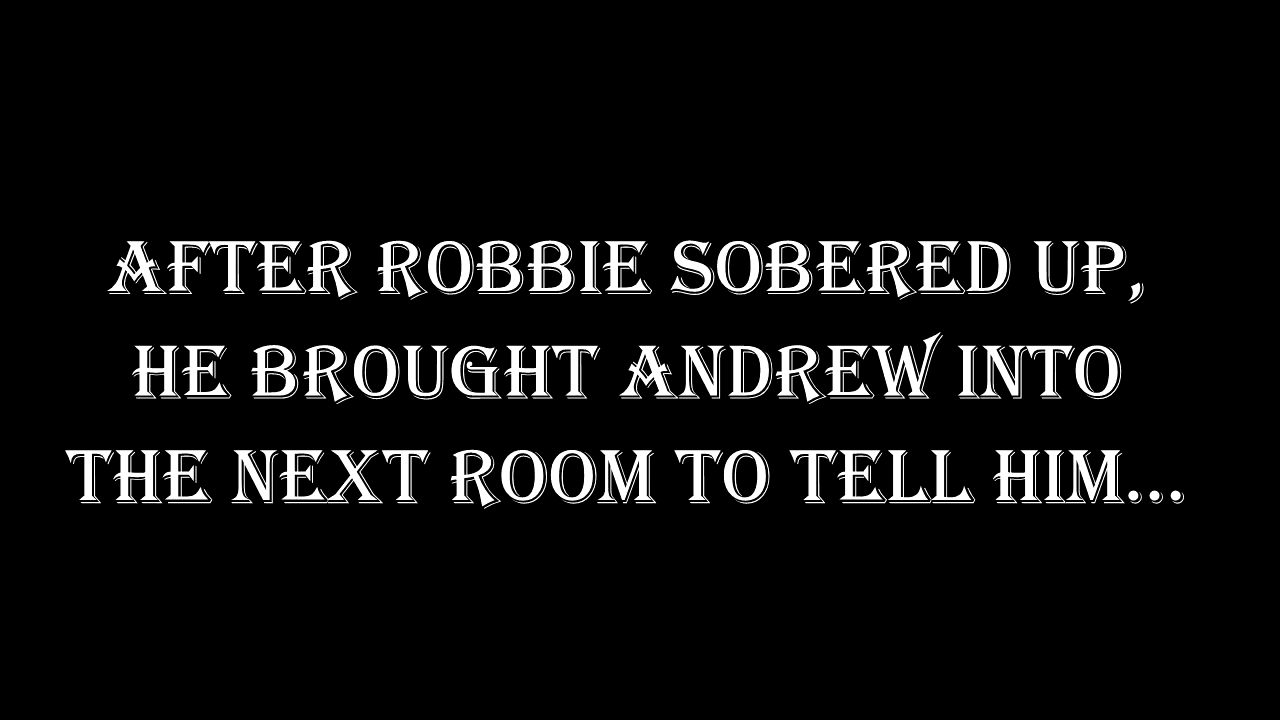 AFTER ROBBIE SOBERED UP,
HE BROUGHT ANDREW INTO
THE NEXT ROOM TO TELL HIM...